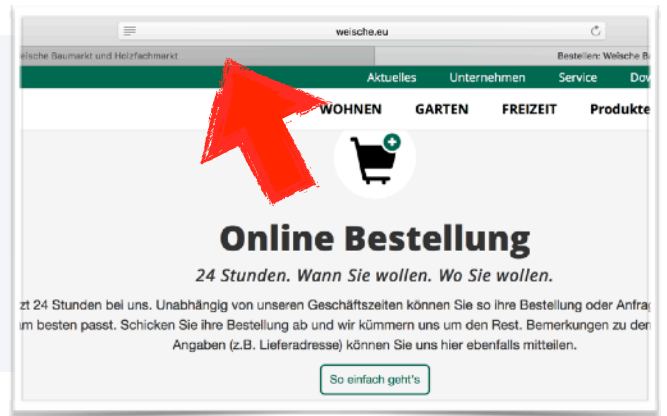 weische.eu
eische Baumarkt und Holzfachmarkt Bestellen: Weische B
Aktuelles Unternehmen Service Dow
WOHNEN GARTEN FREIZEIT Produkte
Online Bestellung
24 Stunden. Wann Sie wollen. Wo Sie wollen.
zt 24 Stunden bei uns. Unabhängig von unseren Geschäftszeiten können Sie so ihre Bestellung oder Anfra
m besten passt. Schicken Sie ihre Bestellung ab und wir kümmern uns um den Rest. Bemerkungen zu der
Angaben (z.B. Lieferadresse) können Sie uns hier ebenfalls mitteilen.
So einfach geht's